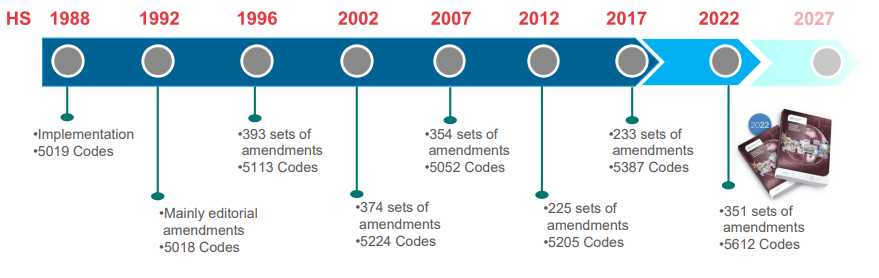 HS 1988 1992 1996 2002 2007 2012 2017 2022 2027
•Implementation
•5019 Codes
•Mainly editorial
amendments
•5018 Codes
•393 sets of
amendments
•5113 Codes
•374 sets of
amendments
•5224 Codes
•354 sets of
amendments
•5052 Codes
•225 sets of
amendments
•5205 Codes
•233 sets of
amendments
•5387 Codes
•351 sets of
amendments
•5612 Codes
2022